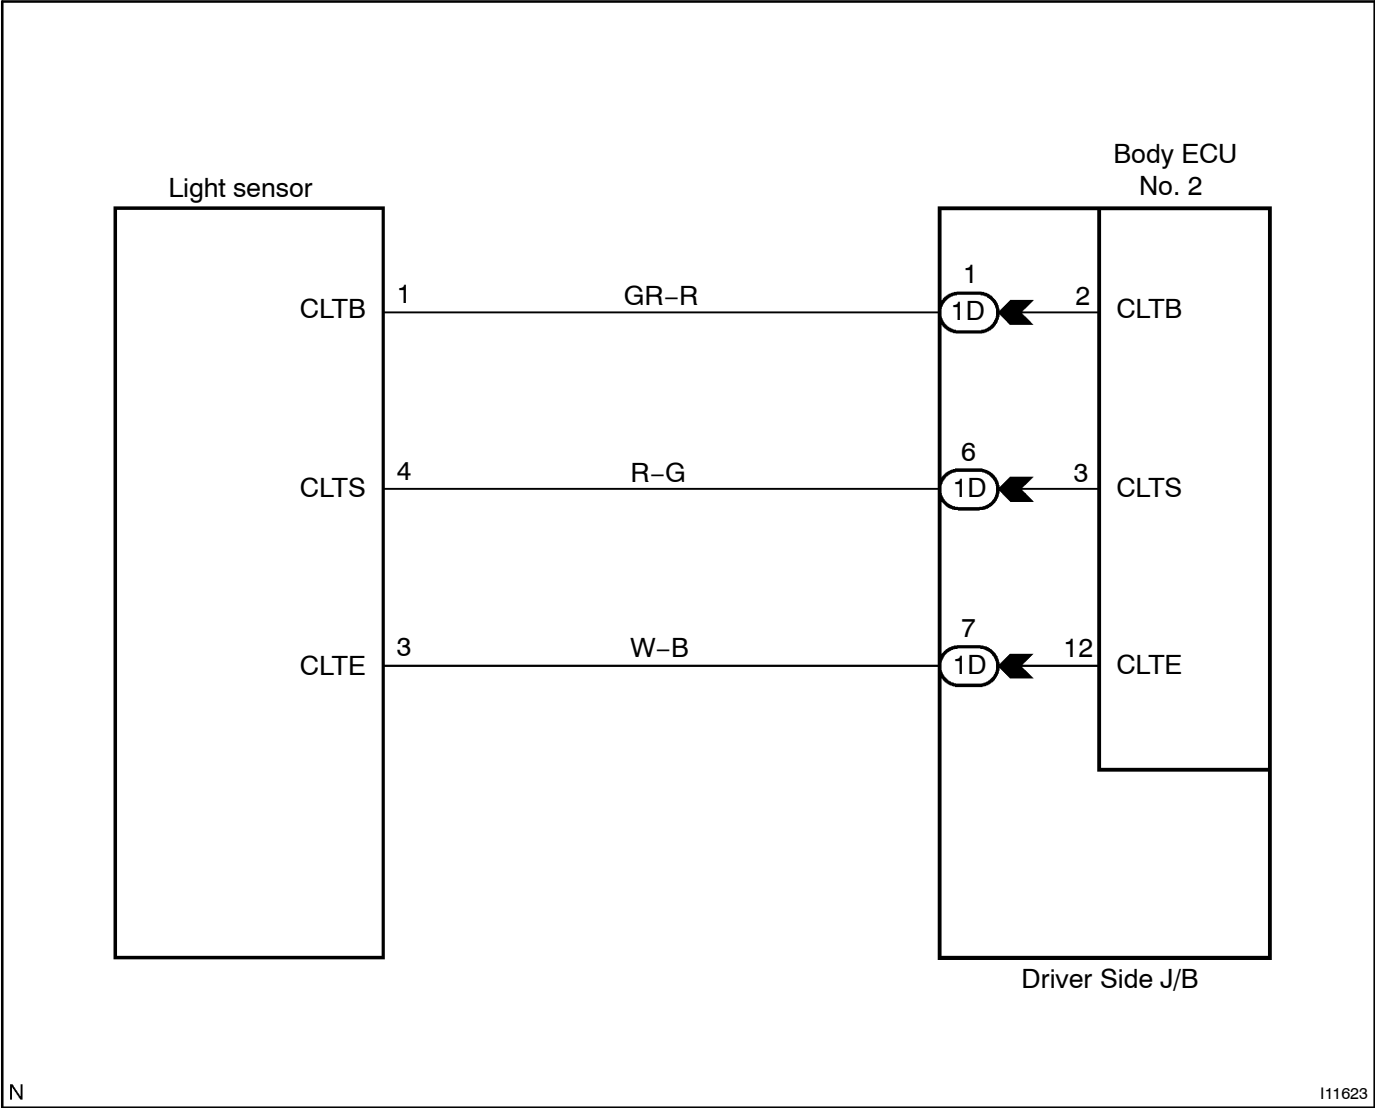 Body ECU
No. 2
Light sensor
1
CLTB 1 GR−R 1D 2 CLTB
6
CLTS 4 R−G 1D 3 CLTS
7
CLTE 3 W−B 1D 12 CLTE
Driver Side J/B
N I11623